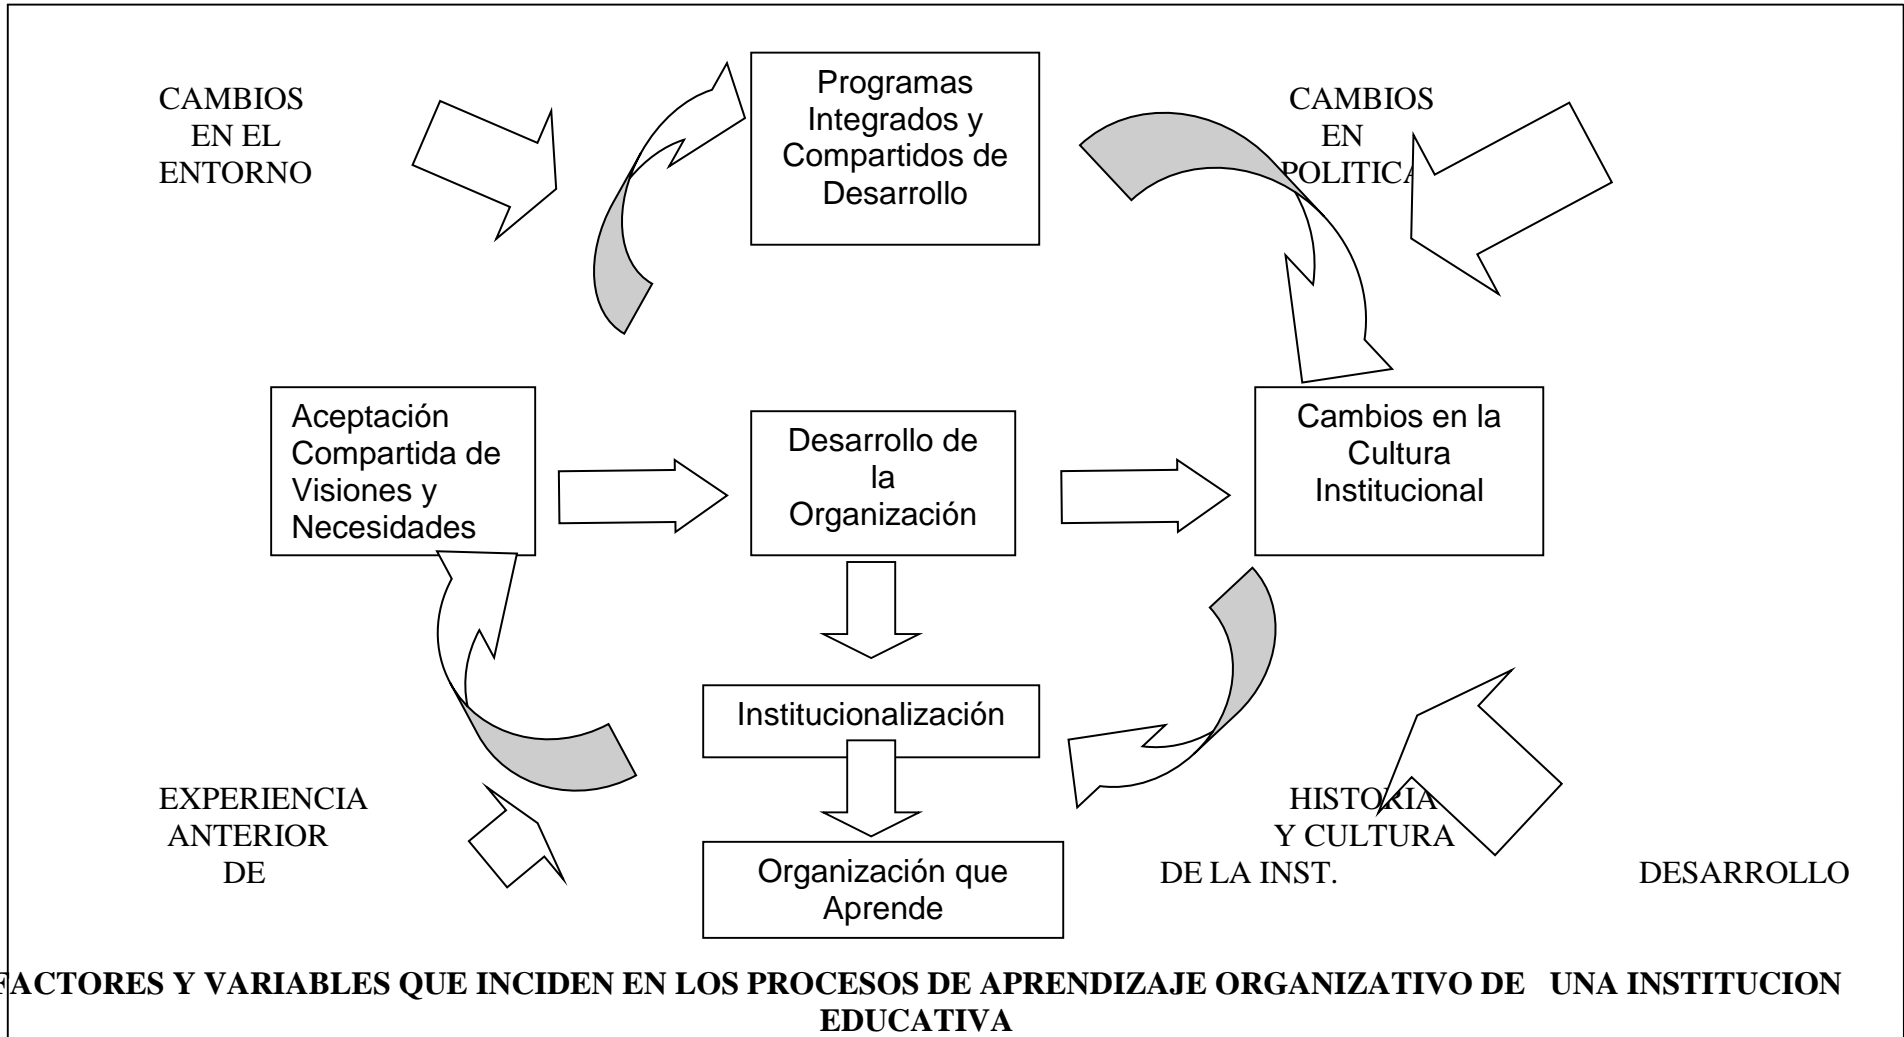 CAMBIOS
EN EL
ENTORNO
Programas
Integrados y
Compartidos de
Desarrollo
CAMBIOS
EN
POLITICA
Aceptación
Compartida de
Visiones y
Necesidades
Desarrollo de
la
Organización
Cambios en la
Cultura
Institucional
Institucionalización
EXPERIENCIA
ANTERIOR
DE
HISTORIA
Y CULTURA
DE LA INST.
DESARROLLO
Organización que
Aprende
FACTORES Y VARIABLES QUE INCIDEN EN LOS PROCESOS DE APRENDIZAJE ORGANIZATIVO DE UNA INSTITUCION
EDUCATIVA